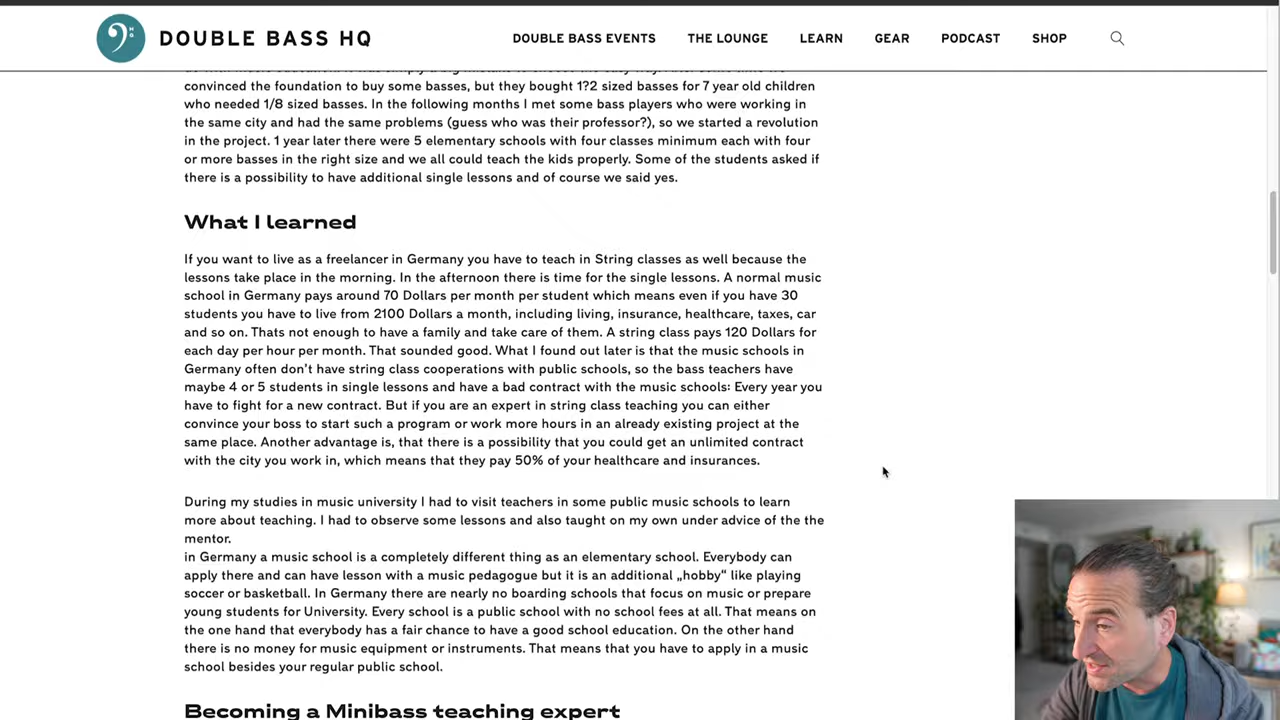 HQ
DOUBLE BASS HQ
DOUBLE BASS EVENTS
THE LOUNGE
LEARN
GEAR
PODCAST
SHOP
convinced the foundation to buy some basses, but they bought 1?2 sized basses for 7 year old children
who needed 1/8 sized basses. In the following months I met some bass players who were working in
the same city and had the same problems (guess who was their professor?), so we started a revolution
in the project. 1 year later there were 5 elementary schools with four classes minimum each with four
or more basses in the right size and we all could teach the kids properly. Some of the students asked if
there is a possibility to have additional single lessons and of course we said yes.
What I learned
If you want to live as a freelancer in Germany you have to teach in String classes as well because the
lessons take place in the morning. In the afternoon there is time for the single lessons. A normal music
school in Germany pays around 70 Dollars per month per student which means even if you have 30
students you have to live from 2100 Dollars a month, including living, insurance, healthcare, taxes, car
and so on. Thats not enough to have a family and take care of them. A string class pays 120 Dollars for
each day per hour per month. That sounded good. What I found out later is that the music schools in
Germany often don't have string class cooperations with public schools, so the bass teachers have
maybe 4 or 5 students in single lessons and have a bad contract with the music schools: Every year you
have to fight for a new contract. But if you are an expert in string class teaching you can either
convince your boss to start such a program or work more hours in an already existing project at the
same place. Another advantage is, that there is a possibility that you could get an unlimited contract
with the city you work in, which means that they pay 50% of your healthcare and insurances.
During my studies in music university I had to visit teachers in some public music schools to learn
more about teaching. I had to observe some lessons and also taught on my own under advice of the the
mentor.
in Germany a music school is a completely different thing as an elementary school. Everybody can
apply there and can have lesson with a music pedagogue but it is an additional „hobby“ like playing
soccer or basketball. In Germany there are nearly no boarding schools that focus on music or prepare
young students for University. Every school is a public school with no school fees at all. That means on
the one hand that everybody has a fair chance to have a good school education. On the other hand
there is no money for music equipment or instruments. That means that you have to apply in a music
school besides your regular public school.
Becoming a Minibass teaching expert